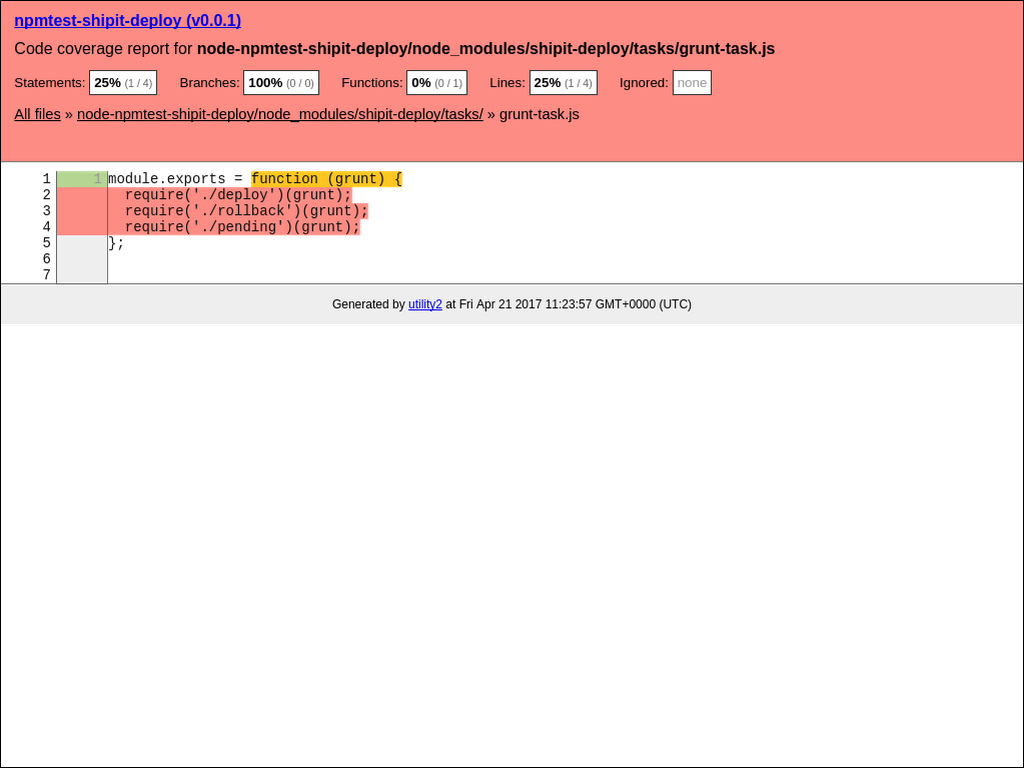 npmtest-shipit-deploy (v0.0.1)
Code coverage report for node-npmtest-shipit-deploy/node_modules/shipit-deploy/tasks/grunt-task.js
Statements: 25% (1 / 4) Branches: 100% (0 / 0) Functions: 0% (0 / 1) Lines: 25% (1 / 4) Ignored: none
All files » node-npmtest-shipit-deploy/node_modules/shipit-deploy/tasks/ » grunt-task.js
1 1 module.exports = function (grunt) {
2 require('./deploy')(grunt);
3 require('./rollback')(grunt);
4 require('./pending')(grunt);
5 };
6
7
Generated by utility2 at Fri Apr 21 2017 11:23:57 GMT+0000 (UTC)